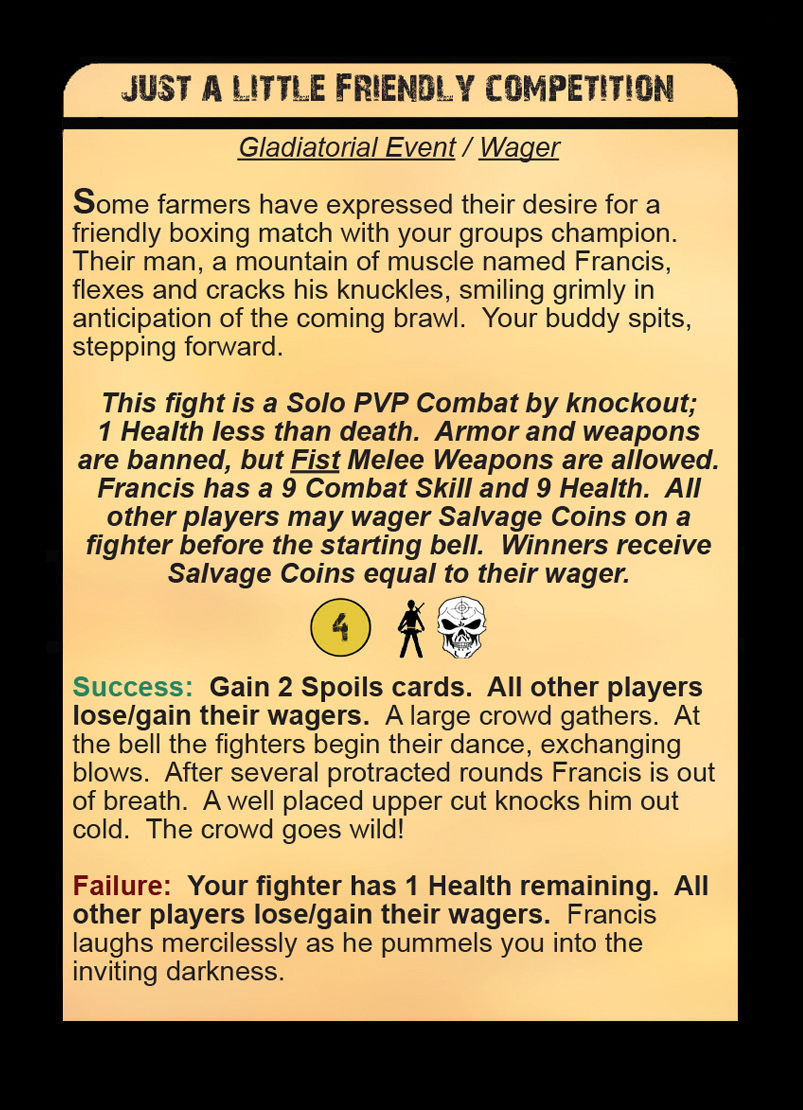 JUST A LITTLE FRIENDLY COMPETITION
Gladiatorial Event / Wager
Some farmers have expressed their desire for a
friendly boxing match with your groups champion.
Their man, a mountain of muscle named Francis,
flexes and cracks his knuckles, smiling grimly in
anticipation of the coming brawl.  Your buddy spits,
stepping forward.
This fight is a Solo PVP Combat by knockout;
1 Health less than death.  Armor and weapons
are banned, but Fist Melee Weapons are allowed.
Francis has a 9 Combat Skill and 9 Health.  All
other players may wager Salvage Coins on a
fighter before the starting bell.  Winners receive
Salvage Coins equal to their wager.
4
Success:  Gain 2 Spoils cards.  All other players
lose/gain their wagers.  A large crowd gathers.  At
the bell the fighters begin their dance, exchanging
blows.  After several protracted rounds Francis is out
of breath.  A well placed upper cut knocks him out
cold.  The crowd goes wild!
Failure:  Your fighter has 1 Health remaining.  All
other players lose/gain their wagers.  Francis
laughs mercilessly as he pummels you into the
inviting darkness.